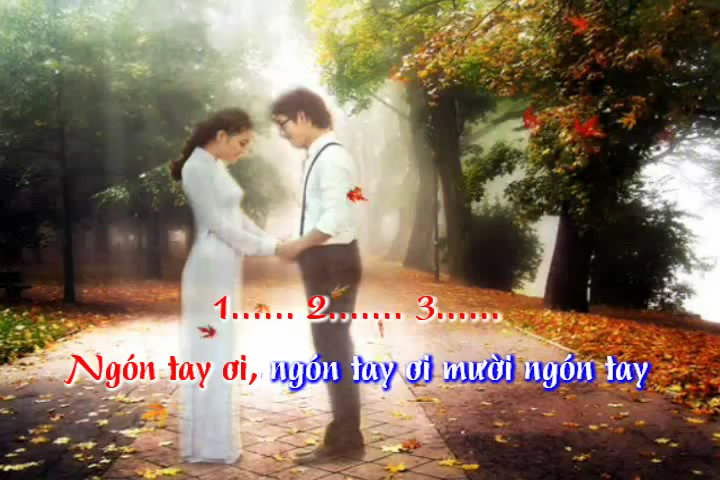 1...... 2....... 3......
Ngón tay ơi, ngón tay ơi mười ngón tay